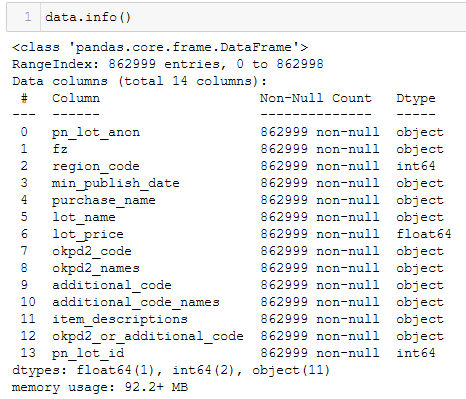 1 data.info()
<class 'pandas.core.frame.DataFrame'>
RangeIndex: 862999 entries, 0 to 862998
Data columns (total 14 columns):
 #   Column                   Non-Null Count   Dtype
---  ------                   --------------   -----
 0   pn_lot_anon              862999 non-null  object
 1   fz                       862999 non-null  object
 2   region_code              862999 non-null  int64
 3   min_publish_date         862999 non-null  object
 4   purchase_name            862999 non-null  object
 5   lot_name                 862999 non-null  object
 6   lot_price                862999 non-null  float64
 7   okpd2_code               862999 non-null  object
 8   okpd2_names              862999 non-null  object
 9   additional_code          862999 non-null  object
 10  additional_code_names    862999 non-null  object
 11  item_descriptions        862999 non-null  object
 12  okpd2_or_additional_code 862999 non-null  object
 13  pn_lot_id                862999 non-null  int64
dtypes: float64(1), int64(2), object(11)
memory usage: 92.2+ MB